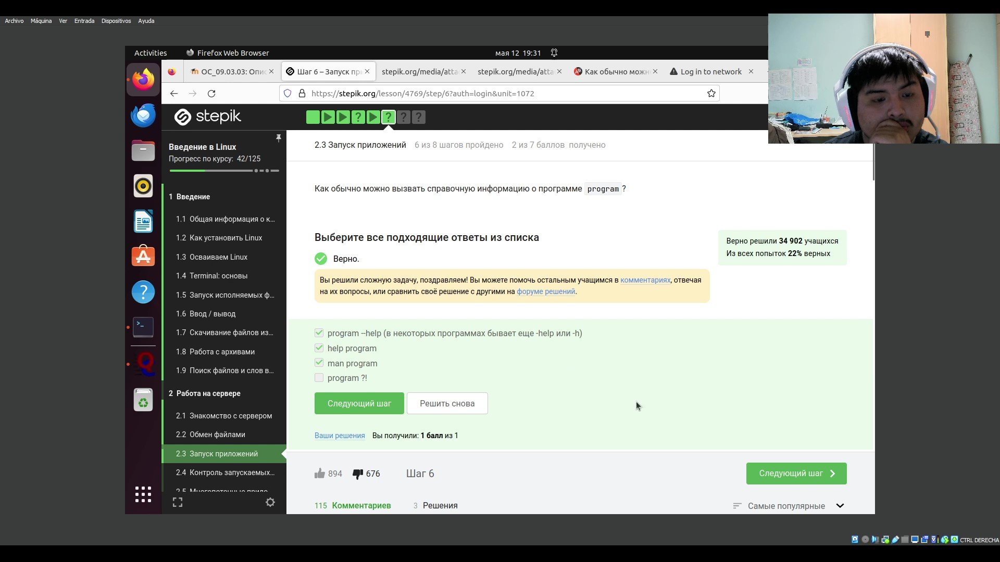 Archivo Máquina Ver Entrada Dispositivos Ayuda
Activities Firefox Web Browser мая 12 19:31
ОС_09.03.03: Опис Шаг 6 – Запуск при stepik.org/media/atta stepik.org/media/atta Как обычно можн Log in to network
https://stepik.org/lesson/4769/step/6?auth=login&unit=1072
stepik
Введение в Linux
Прогресс по курсу: 42/125
1 Введение
1.1 Общая информация о к...
1.2 Как установить Linux
1.3 Осваиваем Linux
1.4 Terminal: основы
1.5 Запуск исполняемых ф...
1.6 Ввод / вывод
1.7 Скачивание файлов из...
1.8 Работа с архивами
1.9 Поиск файлов и слов в...
2 Работа на сервере
2.1 Знакомство с сервером
2.2 Обмен файлами
2.3 Запуск приложений
2.4 Контроль запускаемых...
2.5 Многопоточные прило...
2.3 Запуск приложений 6 из 8 шагов пройдено 2 из 7 баллов получено
Как обычно можно вызвать справочную информацию о программе program?
Выберите все подходящие ответы из списка
Верно.
Верно решили 34 902 учащихся
Из всех попыток 22% верных
Вы решили сложную задачу, поздравляем! Вы можете помочь остальным учащимся в комментариях, отвечая
на их вопросы, или сравнить своё решение с другими на форуме решений.
program --help (в некоторых программах бывает еще -help или -h)
help program
man program
program ?!
Следующий шаг Решить снова
Ваши решения Вы получили: 1 балл из 1
894 676 Шаг 6 Следующий шаг
115 Комментариев 3 Решения Самые популярные
CTRL DERECHA